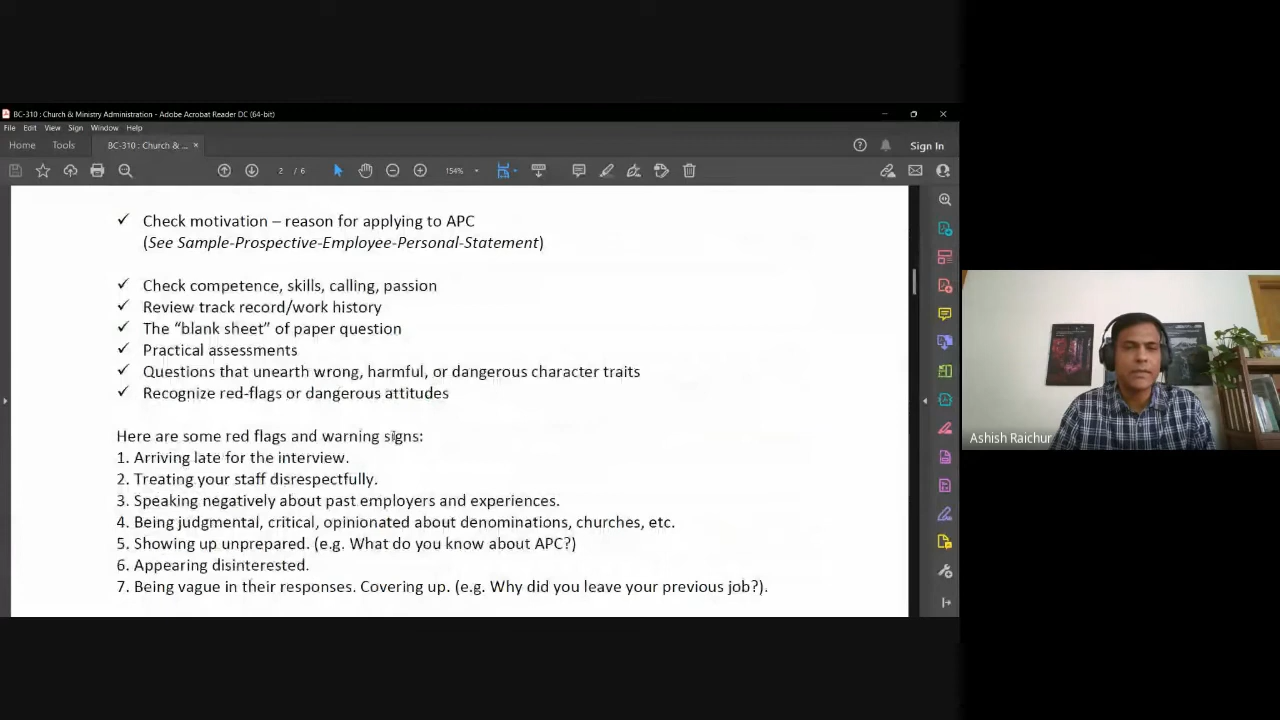 BC-310 : Church & Ministry Administration - Adobe Acrobat Reader DC (64-bit)
File Edit View Sign Window Help
Home Tools BC-310 : Church & ... × Sign In
2 / 6 154%
✓ Check motivation – reason for applying to APC
(See Sample-Prospective-Employee-Personal-Statement)
✓ Check competence, skills, calling, passion
✓ Review track record/work history
✓ The “blank sheet” of paper question
✓ Practical assessments
✓ Questions that unearth wrong, harmful, or dangerous character traits
✓ Recognize red-flags or dangerous attitudes
Here are some red flags and warning signs:
1. Arriving late for the interview.
2. Treating your staff disrespectfully.
3. Speaking negatively about past employers and experiences.
4. Being judgmental, critical, opinionated about denominations, churches, etc.
5. Showing up unprepared. (e.g. What do you know about APC?)
6. Appearing disinterested.
7. Being vague in their responses. Covering up. (e.g. Why did you leave your previous job?).
Ashish Raichur